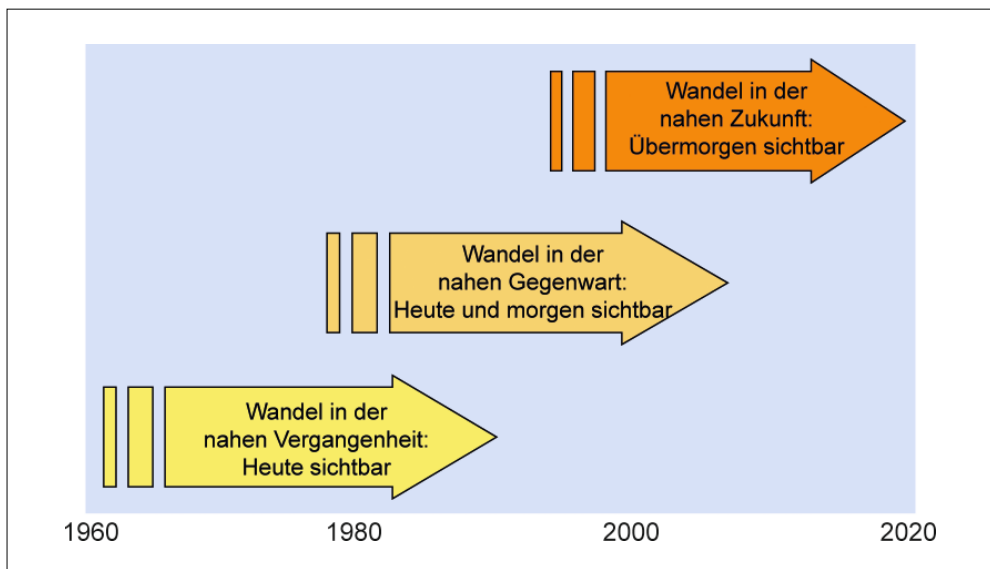 Wandel in der
nahen Zukunft:
Übermorgen sichtbar
Wandel in der
nahen Gegenwart:
Heute und morgen sichtbar
Wandel in der
nahen Vergangenheit:
Heute sichtbar
1960 1980 2000 2020